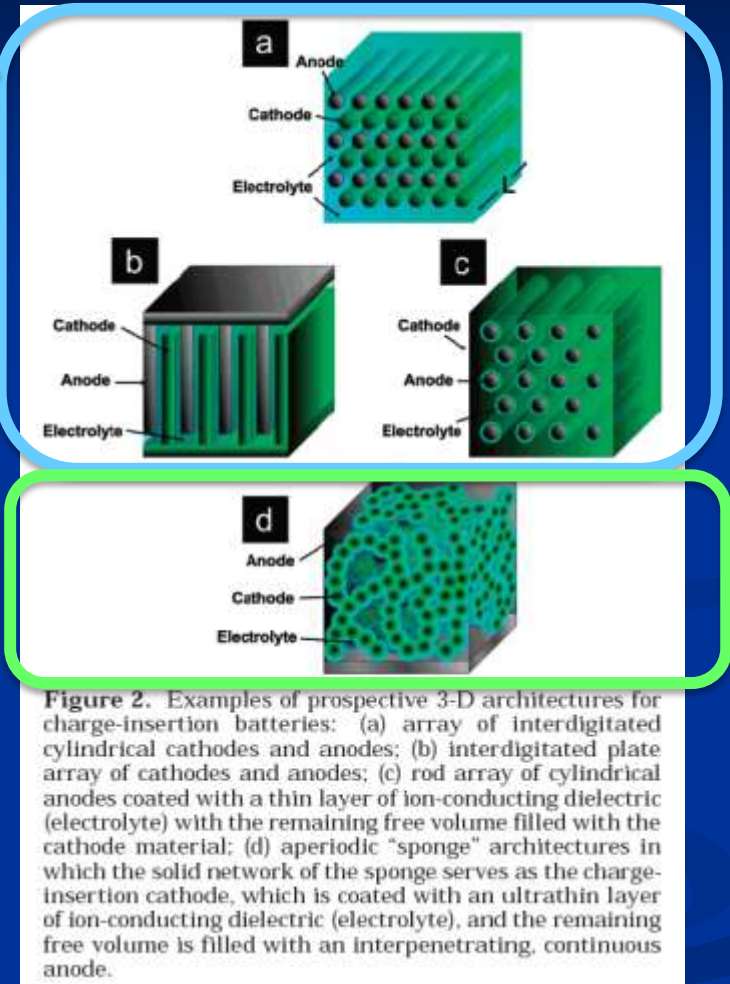 a
Anode
Cathode
Electrolyte
L
b
Cathode
Anode
Electrolyte
c
Cathode
Anode
Electrolyte
d
Anode
Cathode
Electrolyte
Figure 2. Examples of prospective 3-D architectures for
charge-insertion batteries: (a) array of interdigitated
cylindrical cathodes and anodes; (b) interdigitated plate
array of cathodes and anodes; (c) rod array of cylindrical
anodes coated with a thin layer of ion-conducting dielectric
(electrolyte) with the remaining free volume filled with the
cathode material; (d) aperiodic “sponge” architectures in
which the solid network of the sponge serves as the charge-
insertion cathode, which is coated with an ultrathin layer
of ion-conducting dielectric (electrolyte), and the remaining
free volume is filled with an interpenetrating, continuous
anode.